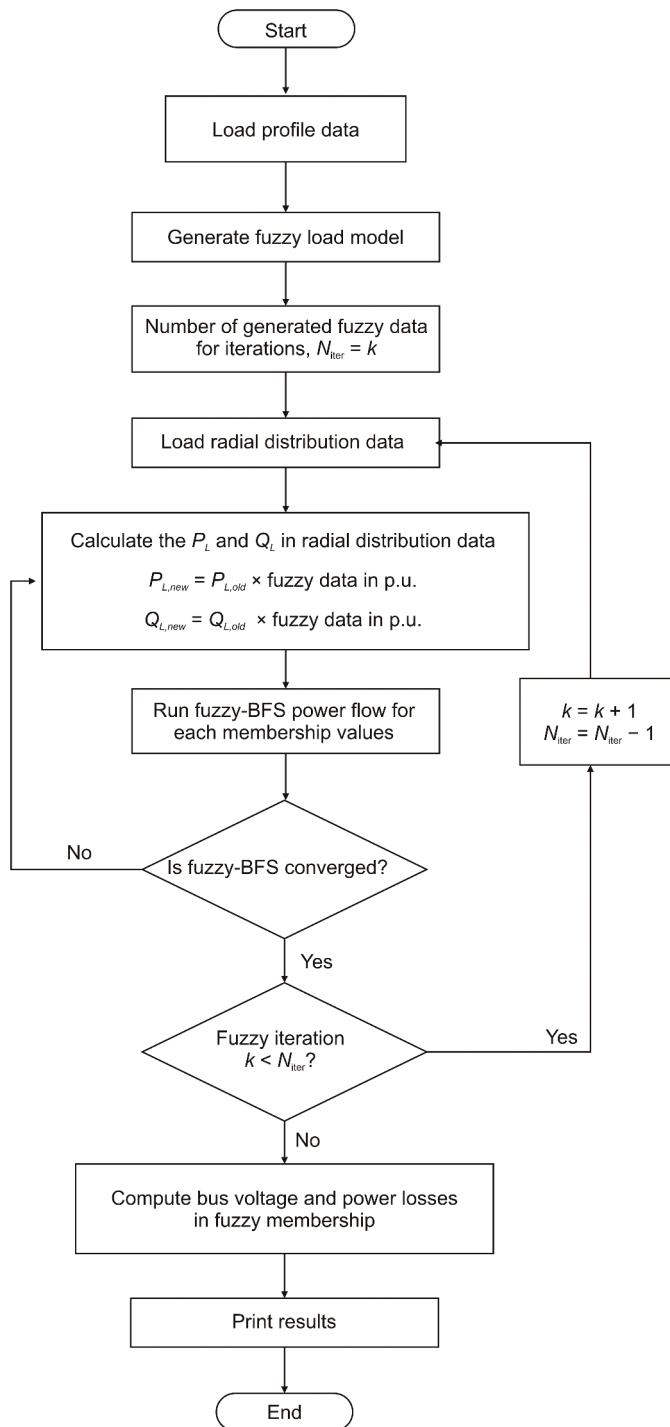 Start
Load profile data
Generate fuzzy load model
Number of generated fuzzy data
for iterations, N_iter = k
Load radial distribution data
Calculate the P_L and Q_L in radial distribution data
P_L,new = P_L,old × fuzzy data in p.u.
Q_L,new = Q_L,old × fuzzy data in p.u.
Run fuzzy-BFS power flow for
each membership values
k = k + 1
N_iter = N_iter − 1
No
Is fuzzy-BFS converged?
Yes
Fuzzy iteration
k < N_iter?
Yes
No
Compute bus voltage and power losses
in fuzzy membership
Print results
End